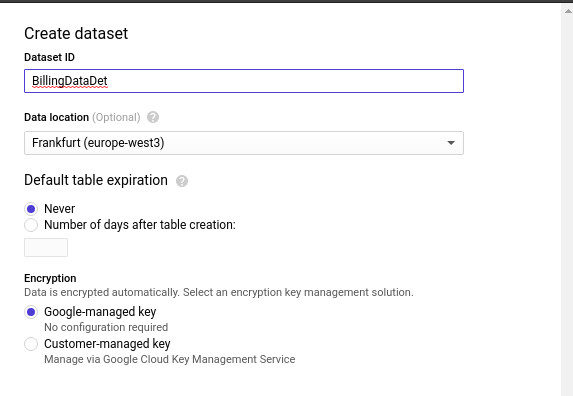 Create dataset
Dataset ID
BillingDataDet
Data location (Optional) ?
Frankfurt (europe-west3)
Default table expiration ?
Never
Number of days after table creation:
Encryption
Data is encrypted automatically. Select an encryption key management solution.
Google-managed key
No configuration required
Customer-managed key
Manage via Google Cloud Key Management Service